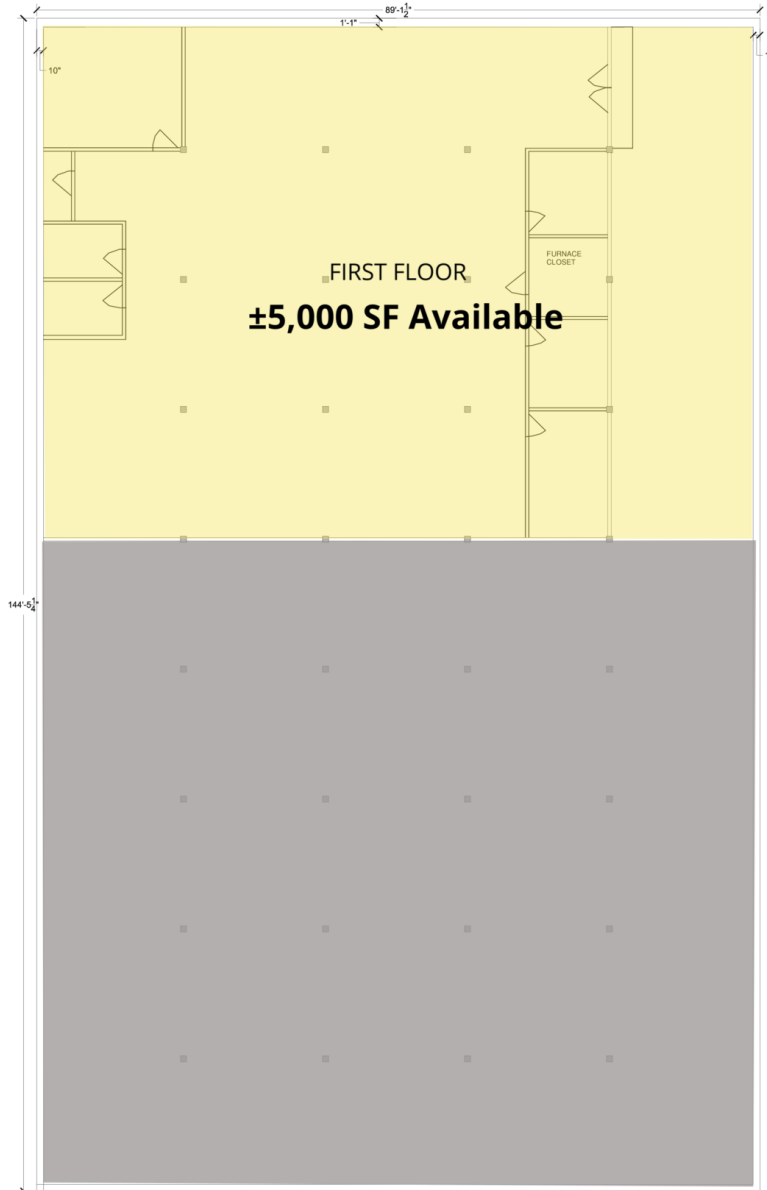 89'-1 1/2"
1'-1"
10"
FURNACE
CLOSET
FIRST FLOOR
±5,000 SF Available
144'-5 1/4"